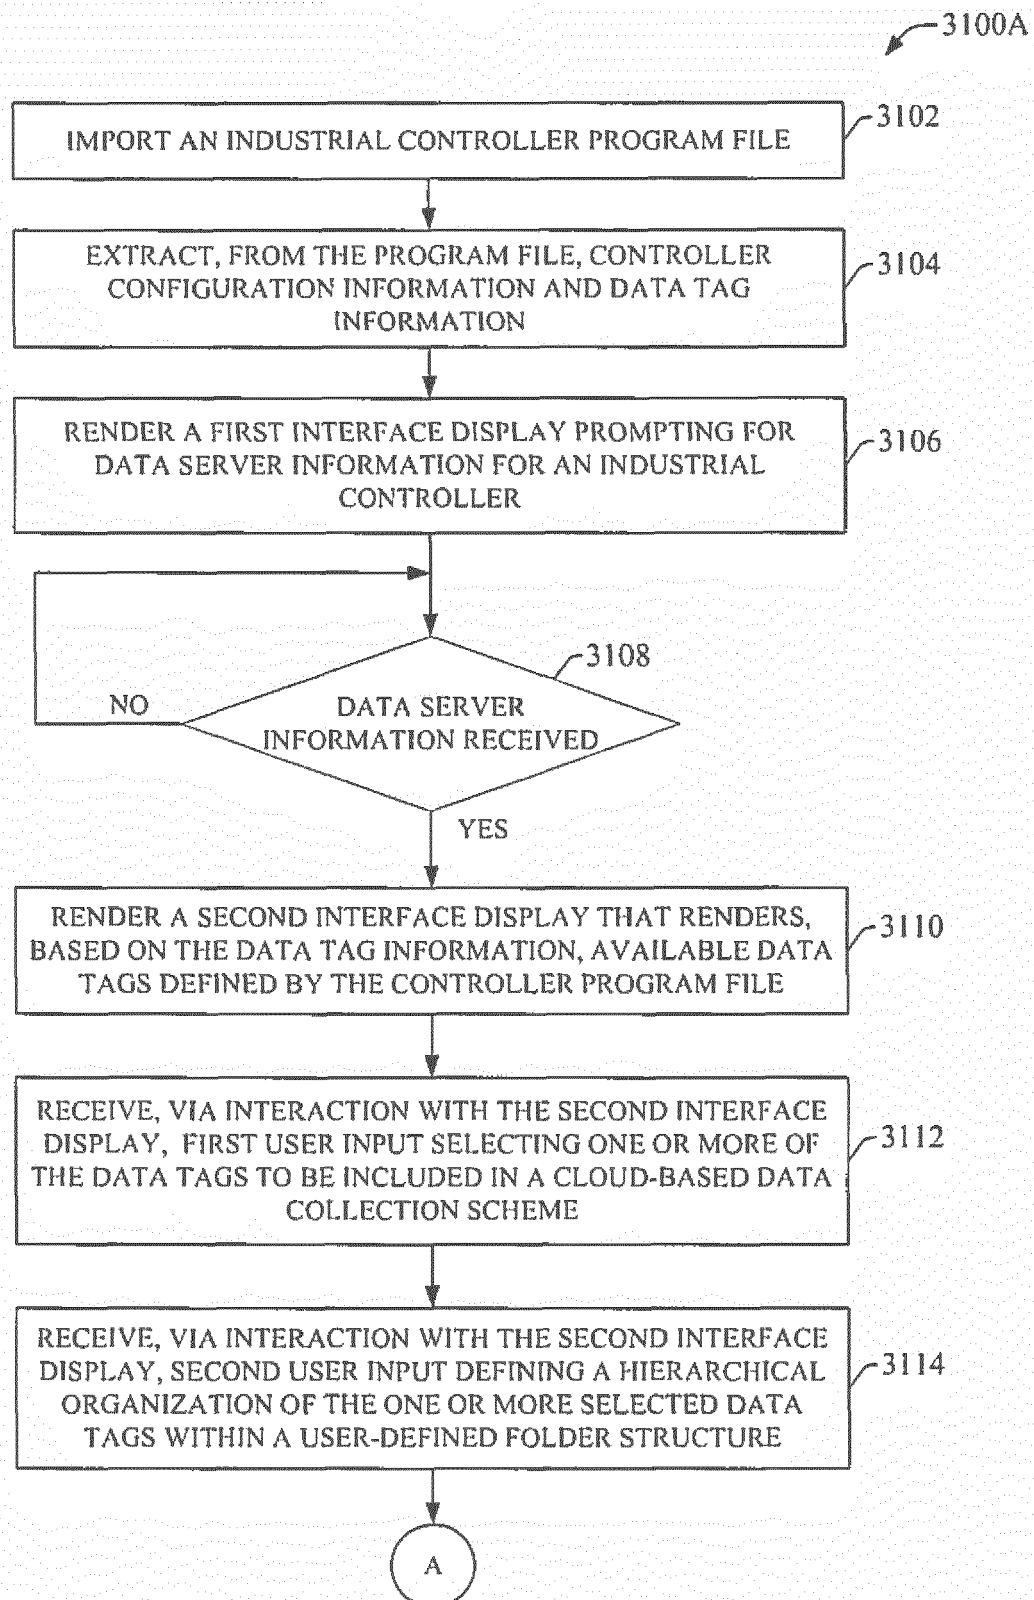 3100A
IMPORT AN INDUSTRIAL CONTROLLER PROGRAM FILE
3102
EXTRACT, FROM THE PROGRAM FILE, CONTROLLER
CONFIGURATION INFORMATION AND DATA TAG
INFORMATION
3104
RENDER A FIRST INTERFACE DISPLAY PROMPTING FOR
DATA SERVER INFORMATION FOR AN INDUSTRIAL
CONTROLLER
3106
3108
NO
DATA SERVER
INFORMATION RECEIVED
YES
RENDER A SECOND INTERFACE DISPLAY THAT RENDERS,
BASED ON THE DATA TAG INFORMATION, AVAILABLE DATA
TAGS DEFINED BY THE CONTROLLER PROGRAM FILE
3110
RECEIVE, VIA INTERACTION WITH THE SECOND INTERFACE
DISPLAY, FIRST USER INPUT SELECTING ONE OR MORE OF
THE DATA TAGS TO BE INCLUDED IN A CLOUD-BASED DATA
COLLECTION SCHEME
3112
RECEIVE, VIA INTERACTION WITH THE SECOND INTERFACE
DISPLAY, SECOND USER INPUT DEFINING A HIERARCHICAL
ORGANIZATION OF THE ONE OR MORE SELECTED DATA
TAGS WITHIN A USER-DEFINED FOLDER STRUCTURE
3114
A